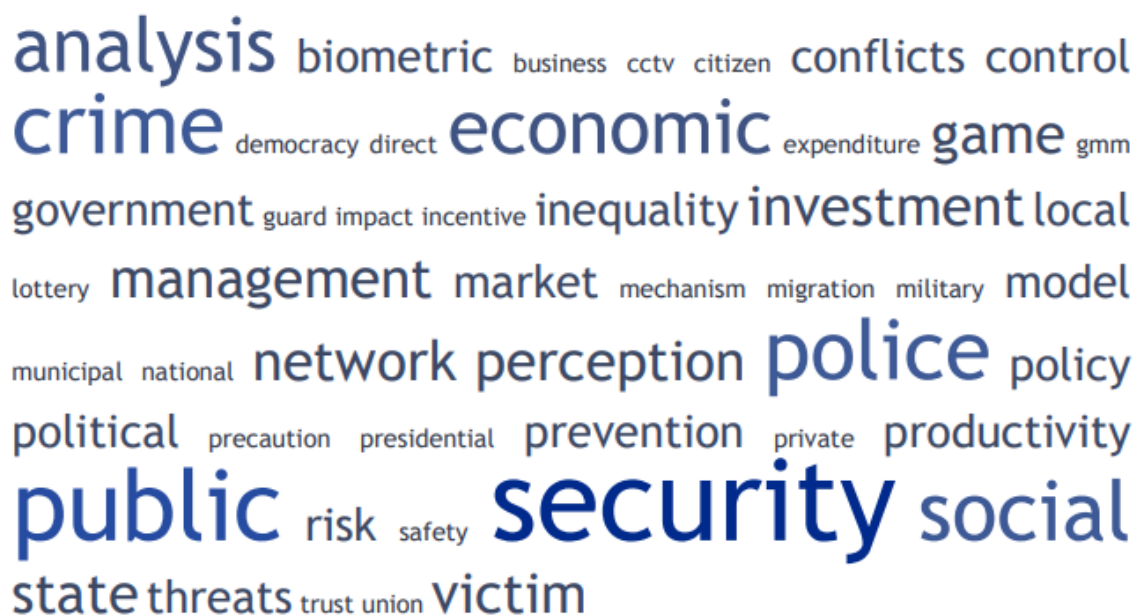 analysis biometric business cctv citizen conflicts control
crime democracy direct economic expenditure game gmm
government guard impact incentive inequality investment local
lottery management market mechanism migration military model
municipal national network perception police policy
political precaution presidential prevention private productivity
public risk safety security social
state threats trust union victim